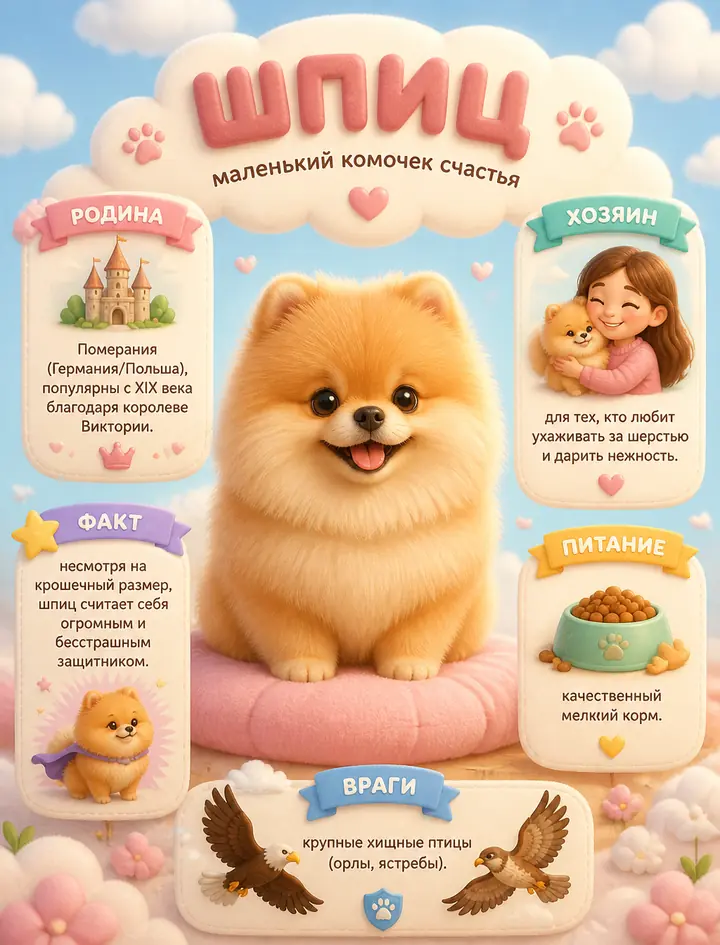 ШПИЦ
маленький комочек счастья
РОДИНА
Померания
(Германия/Польша),
популярны с XIX века
благодаря королеве
Виктории.
ХОЗЯИН
для тех, кто любит
ухаживать за шерстью
и дарить нежность.
ФАКТ
несмотря на
крошечный размер,
шпиц считает себя
огромным и
бесстрашным
защитником.
ПИТАНИЕ
качественный
мелкий корм.
ВРАГИ
крупные хищные птицы
(орлы, ястребы).